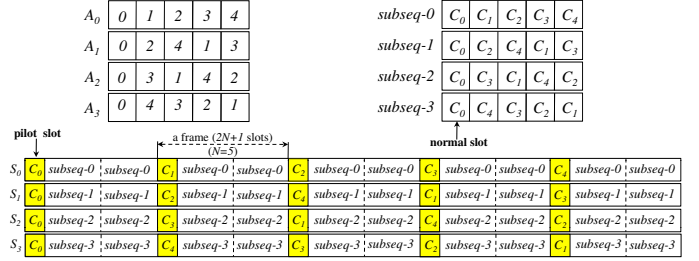 A0 0 1 2 3 4
A1 0 2 4 1 3
A2 0 3 1 4 2
A3 0 4 3 2 1
subseq-0 C0 C1 C2 C3 C4
subseq-1 C0 C2 C4 C1 C3
subseq-2 C0 C3 C1 C4 C2
subseq-3 C0 C4 C3 C2 C1
pilot slot
a frame (2N+1 slots)
(N=5)
normal slot
S0 C0 subseq-0 subseq-0 C1 subseq-0 subseq-0 C2 subseq-0 subseq-0 C3 subseq-0 subseq-0 C4 subseq-0 subseq-0
S1 C0 subseq-1 subseq-1 C2 subseq-1 subseq-1 C4 subseq-1 subseq-1 C1 subseq-1 subseq-1 C3 subseq-1 subseq-1
S2 C0 subseq-2 subseq-2 C3 subseq-2 subseq-2 C1 subseq-2 subseq-2 C4 subseq-2 subseq-2 C2 subseq-2 subseq-2
S3 C0 subseq-3 subseq-3 C4 subseq-3 subseq-3 C3 subseq-3 subseq-3 C2 subseq-3 subseq-3 C1 subseq-3 subseq-3